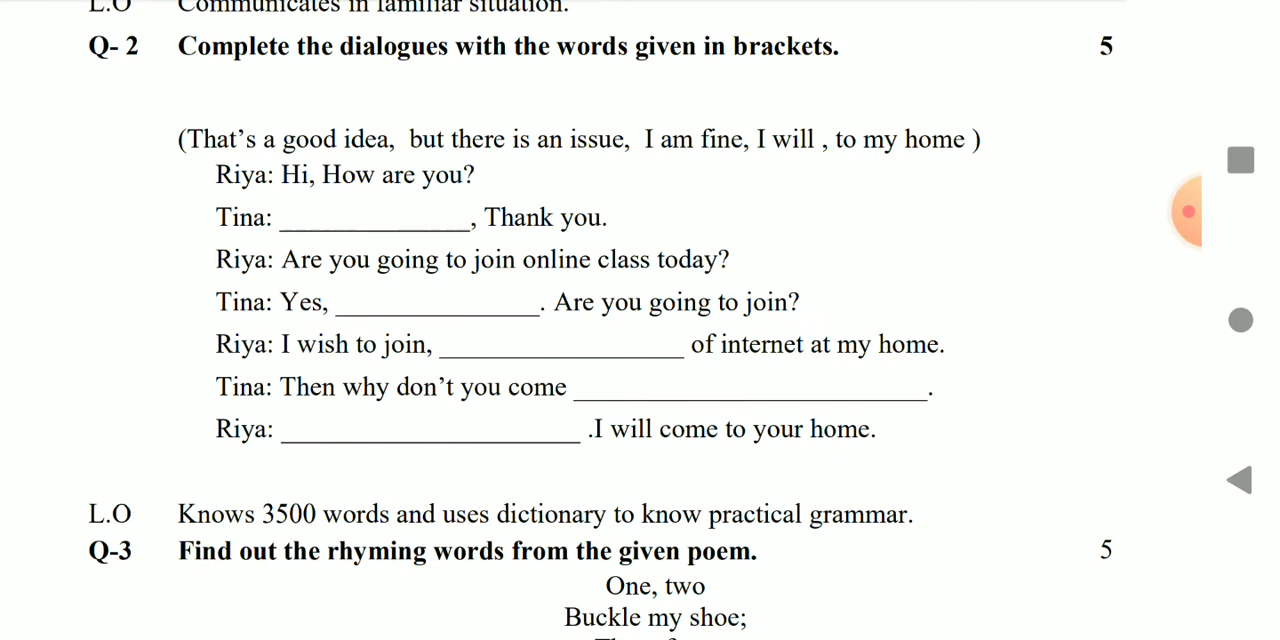 L.O Communicates in familiar situation.
Q- 2 Complete the dialogues with the words given in brackets. 5
(That’s a good idea, but there is an issue, I am fine, I will , to my home )
Riya: Hi, How are you?
Tina: ______________, Thank you.
Riya: Are you going to join online class today?
Tina: Yes, _______________. Are you going to join?
Riya: I wish to join, __________________ of internet at my home.
Tina: Then why don’t you come __________________________.
Riya: ______________________ .I will come to your home.
L.O Knows 3500 words and uses dictionary to know practical grammar.
Q-3 Find out the rhyming words from the given poem. 5
One, two
Buckle my shoe;